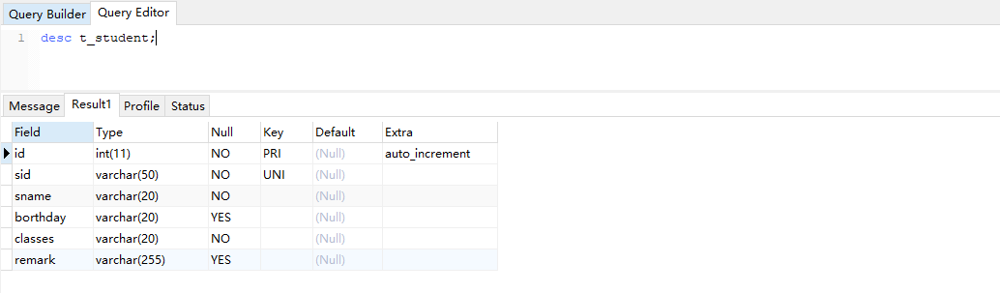 Query Builder Query Editor
1 desc t_student;
Message Result1 Profile Status
Field Type Null Key Default Extra
id int(11) NO PRI (Null) auto_increment
sid varchar(50) NO UNI (Null)
sname varchar(20) NO (Null)
borthday varchar(20) YES (Null)
classes varchar(20) NO (Null)
remark varchar(255) YES (Null)